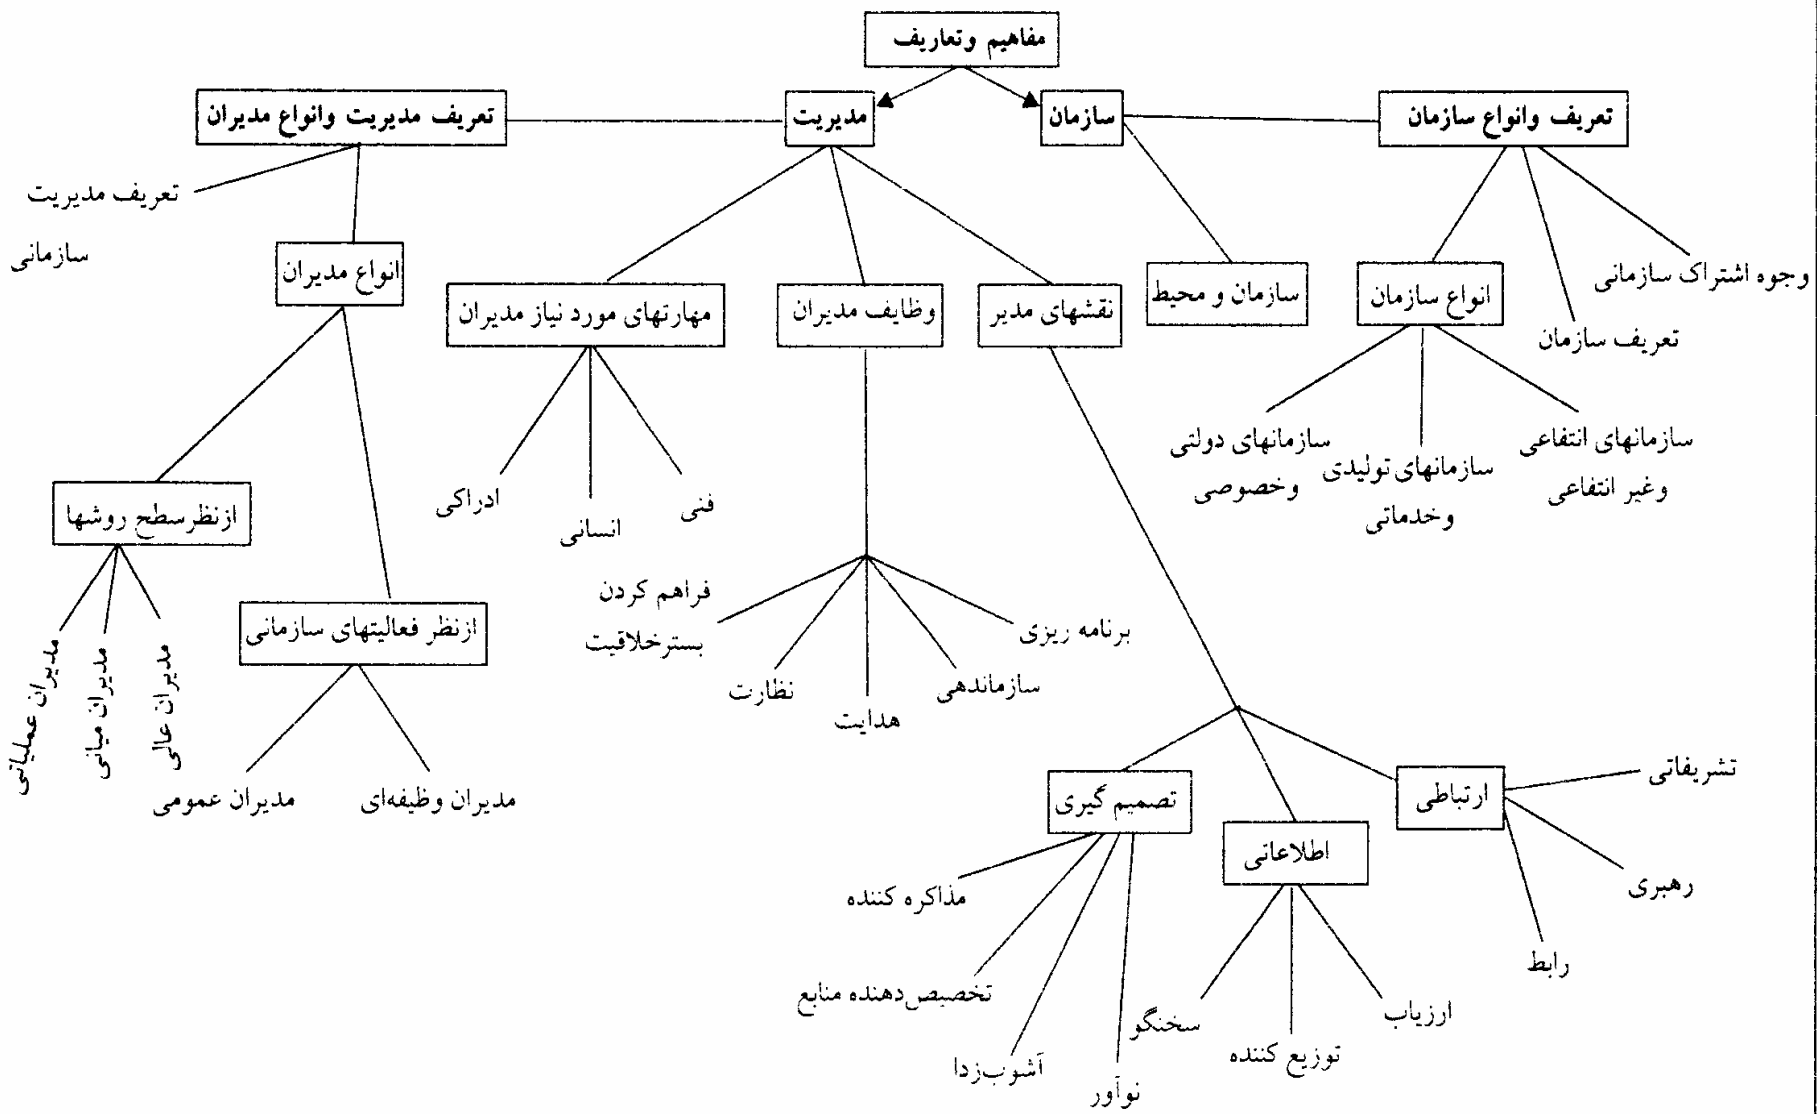 مفاهیم وتعاریف
تعریف وانواع سازمان
سازمان
مدیریت
تعریف مدیریت وانواع مدیران
وجوه اشتراک سازمانی
تعریف سازمان
انواع سازمان
سازمانهای انتفاعی
وغیر انتفاعی
سازمانهای تولیدی
وخدماتی
سازمانهای دولتی
وخصوصی
سازمان و محیط
نقشهای مدیر
وظایف مدیران
مهارتهای مورد نیاز مدیران
تعریف مدیریت
سازمانی
انواع مدیران
فنی
انسانی
ادراکی
برنامه ریزی
سازماندهی
هدایت
نظارت
فراهم کردن
بسترخلاقیت
ازنظرسطح روشها
مدیران عالی
مدیران میانی
مدیران عملیاتی
ازنظر فعالیتهای سازمانی
مدیران وظیفه‌ای
مدیران عمومی
ارتباطی
تشریفاتی
رهبری
رابط
اطلاعاتی
ارزیاب
توزیع کننده
سخنگو
تصمیم گیری
مذاکره کننده
تخصیص‌دهنده منابع
آشوب‌زدا
نوآور